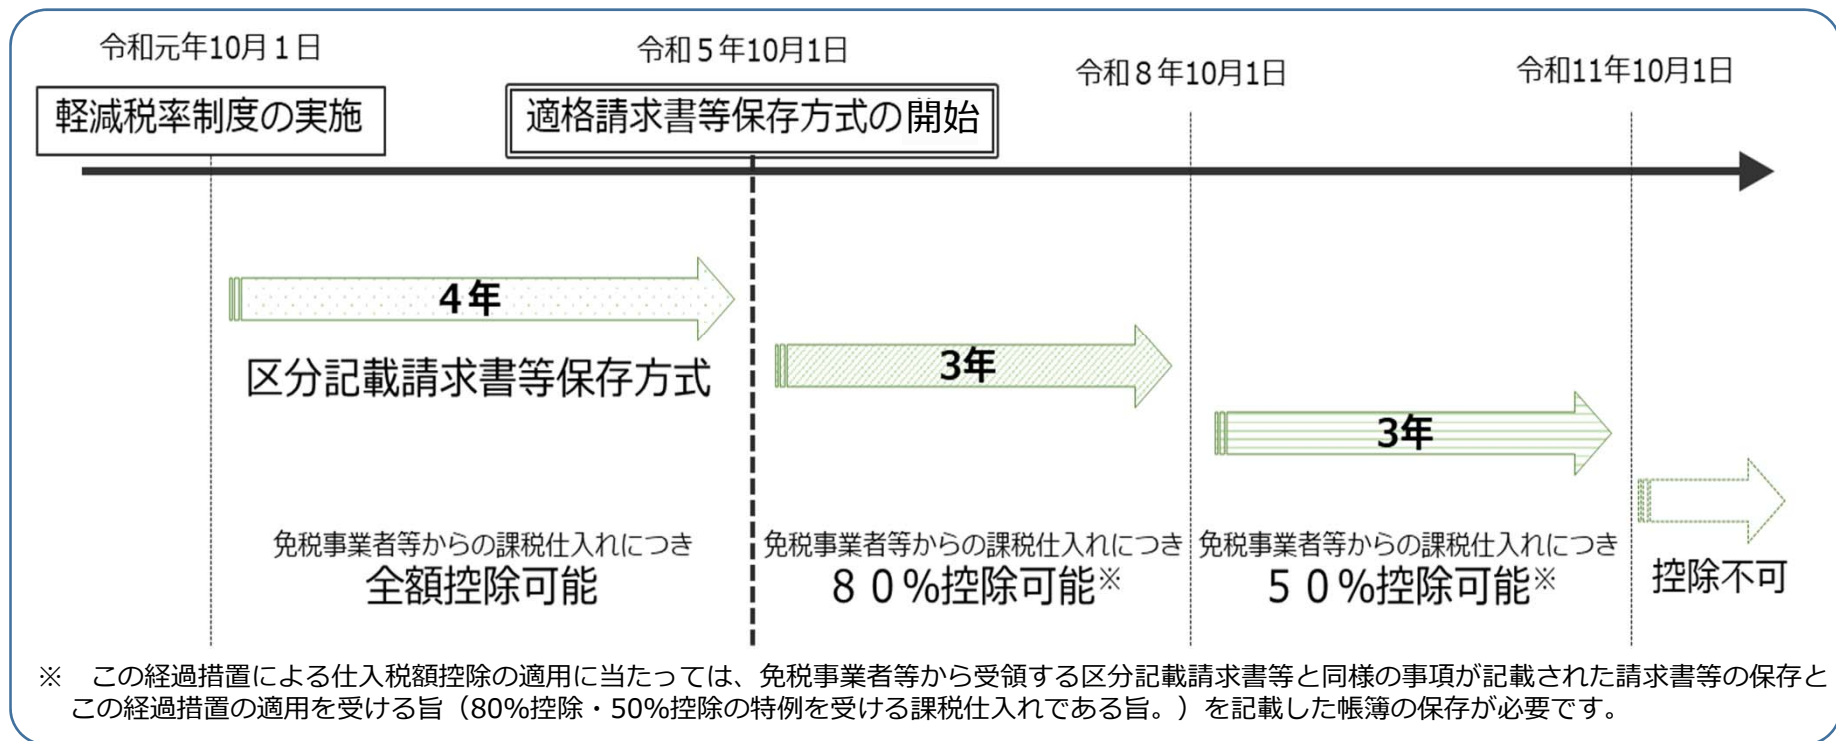 令和元年10月１日
令和５年10月1日
令和８年10月1日
令和11年10月1日
軽減税率制度の実施
適格請求書等保存方式の開始
４年
区分記載請求書等保存方式
3年
3年
免税事業者等からの課税仕入れにつき
全額控除可能
免税事業者等からの課税仕入れにつき
８０%控除可能※
免税事業者等からの課税仕入れにつき
５０%控除可能※
控除不可
※　この経過措置による仕入税額控除の適用に当たっては、免税事業者等から受領する区分記載請求書等と同様の事項が記載された請求書等の保存と
この経過措置の適用を受ける旨（80%控除・50%控除の特例を受ける課税仕入れである旨。）を記載した帳簿の保存が必要です。